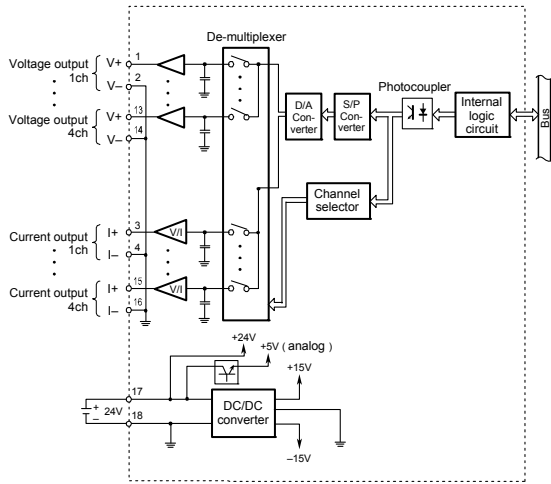 De-multiplexer
Voltage output
1ch
V+
1
V–
2
Voltage output
4ch
V+
13
V–
14
D/A
Con-
verter
S/P
Con-
verter
Photocoupler
Internal
logic
circuit
Bus
Channel
selector
Current output
1ch
I+
3
V/I
I–
4
Current output
4ch
I+
15
V/I
I–
16
+24V
+5V ( analog )
+15V
17
+
–
24V
18
DC/DC
converter
–15V